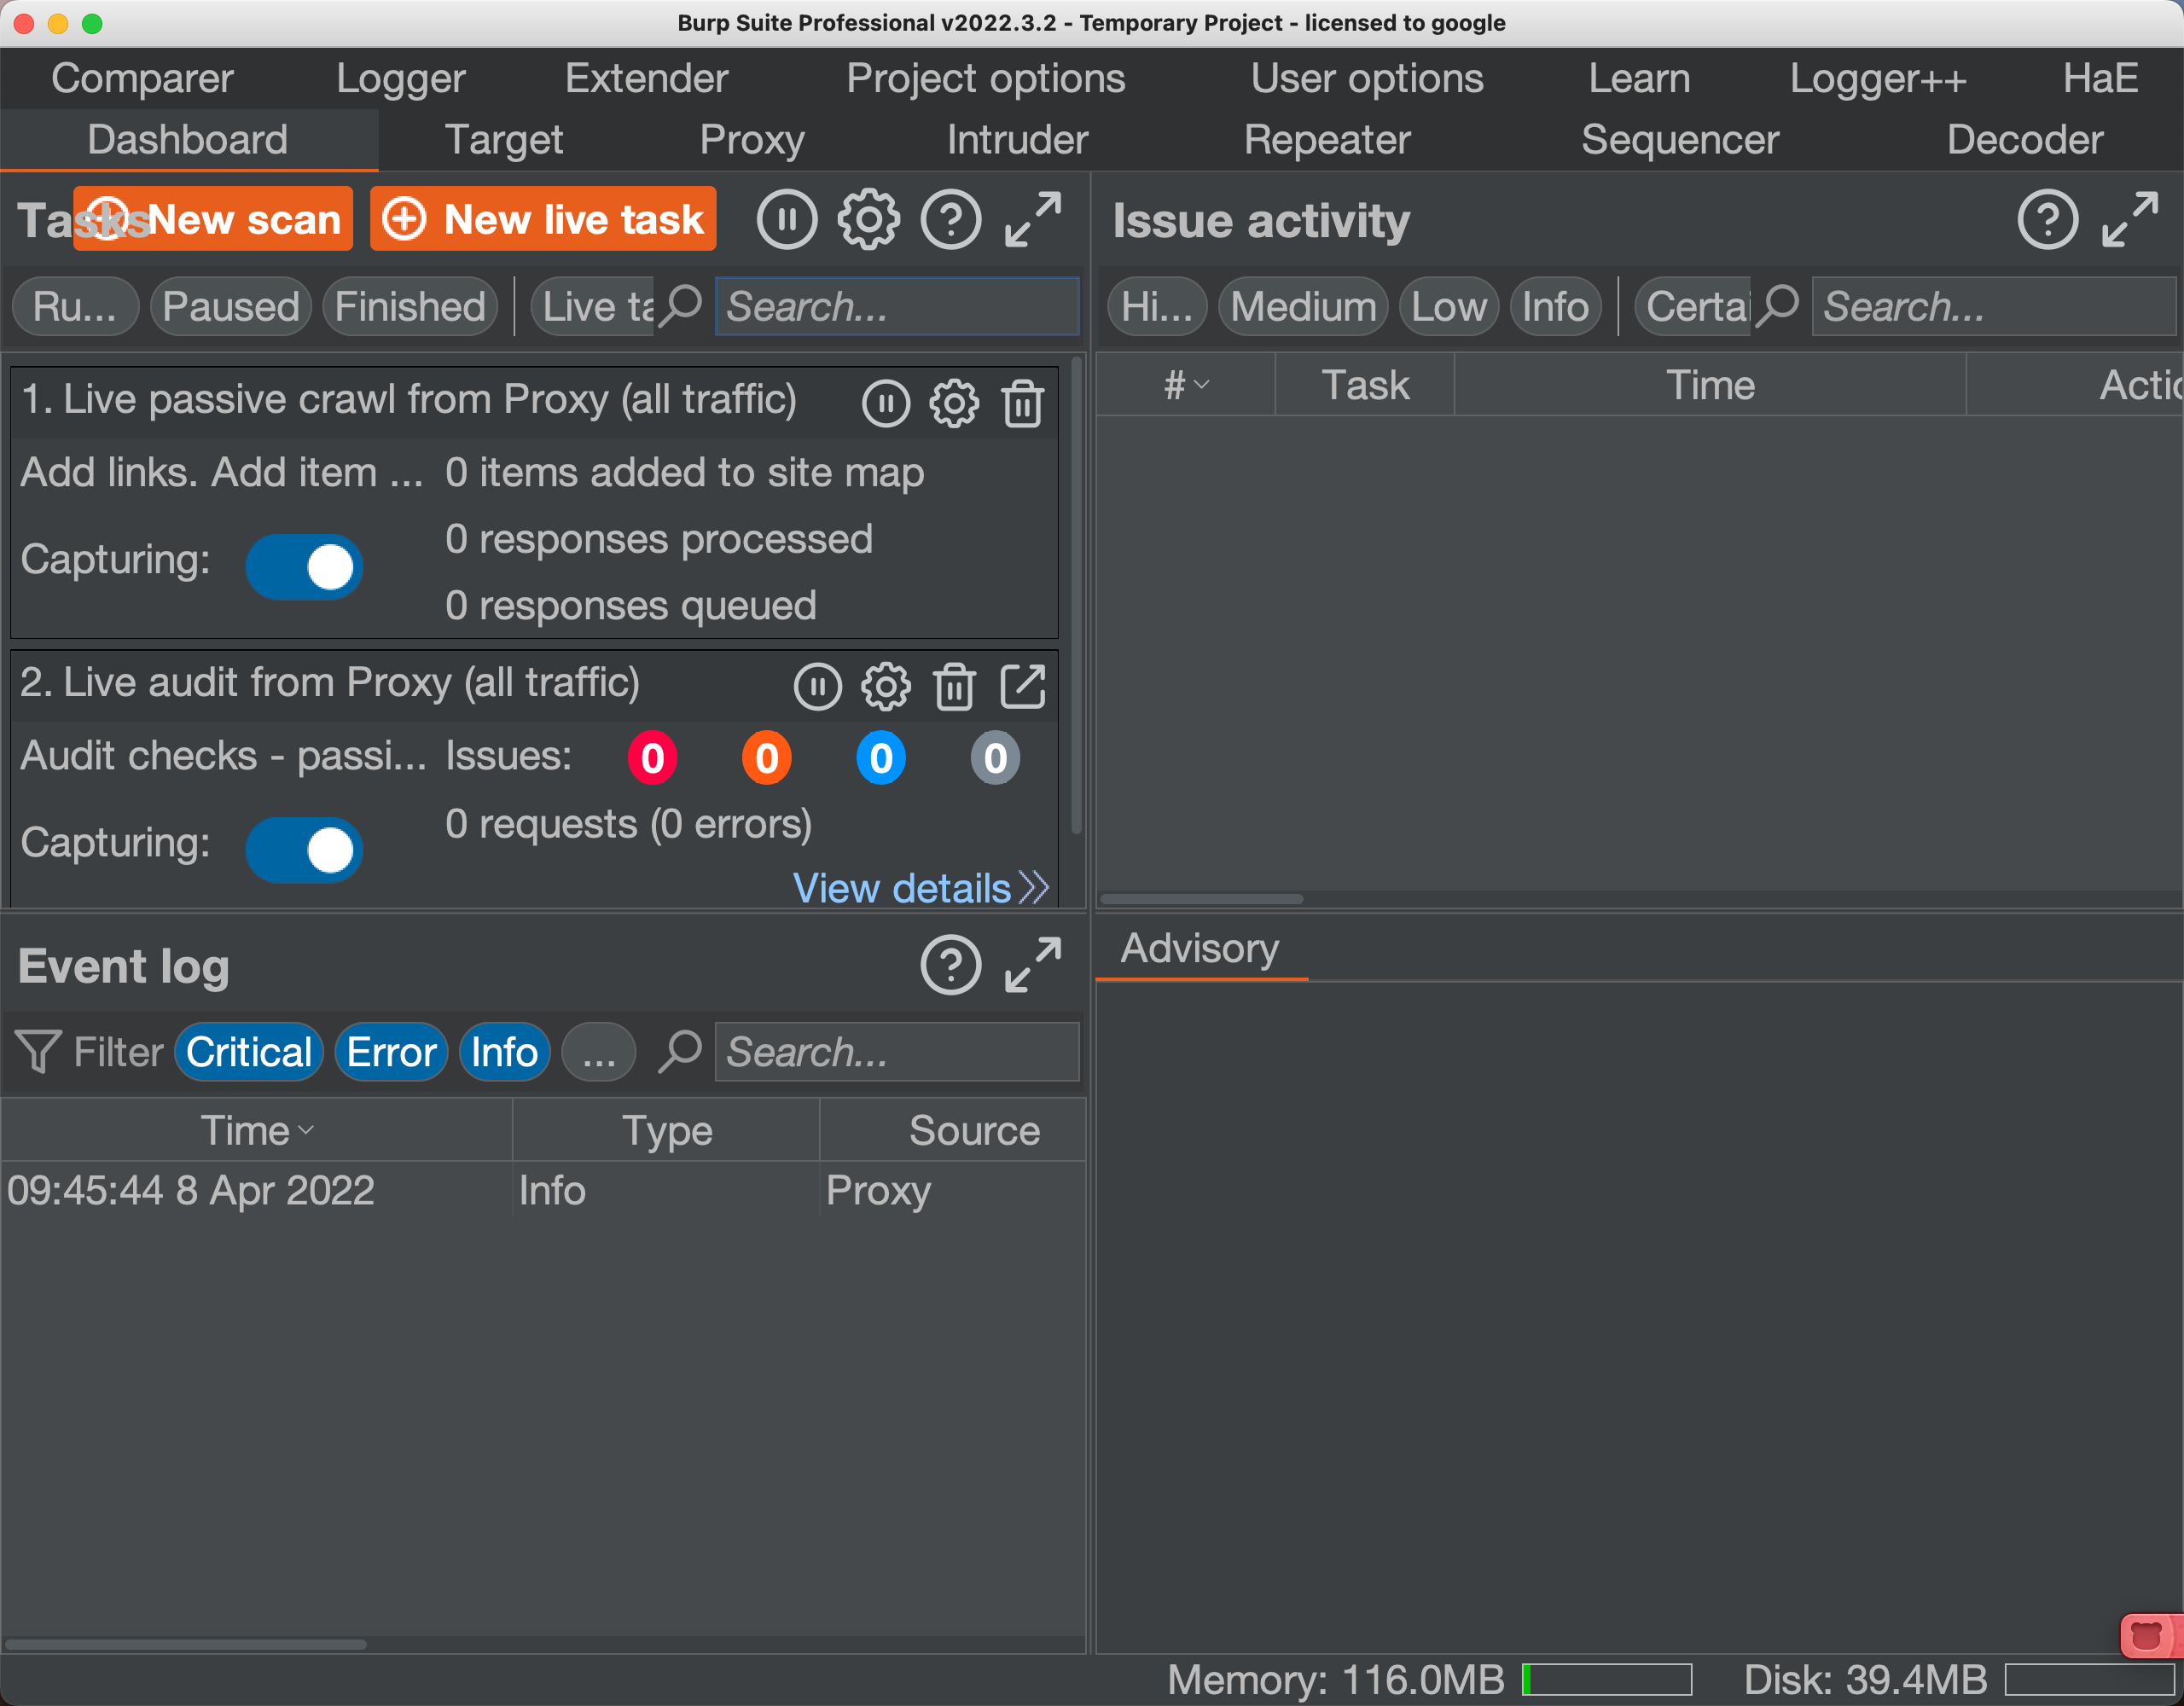 Burp Suite Professional v2022.3.2 - Temporary Project - licensed to google
Comparer Logger Extender Project options User options Learn Logger++ HaE
Dashboard Target Proxy Intruder Repeater Sequencer Decoder
Tasks New scan New live task
Ru... Paused Finished Live ta Search...
1. Live passive crawl from Proxy (all traffic)
Add links. Add item ... 0 items added to site map
0 responses processed
Capturing:
0 responses queued
2. Live audit from Proxy (all traffic)
Audit checks - passi... Issues: 0 0 0 0
0 requests (0 errors)
Capturing:
View details
Issue activity
Hi... Medium Low Info Certai Search...
# Task Time Actio
Event log
Filter Critical Error Info ... Search...
Time Type Source
09:45:44 8 Apr 2022 Info Proxy
Advisory
Memory: 116.0MB Disk: 39.4MB